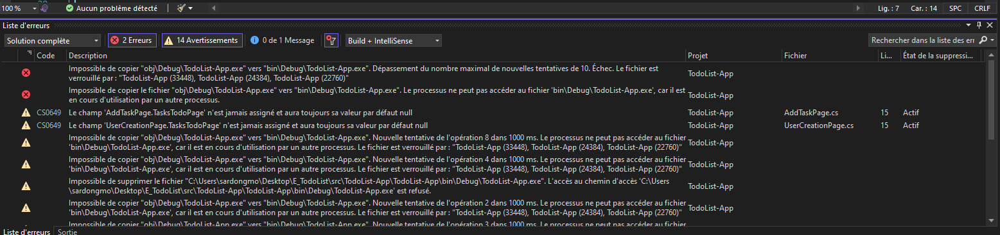 100 % Aucun problème détecté Lig. : 7 Car. : 14 SPC CRLF
Liste d'erreurs
Solution complète 2 Erreurs 14 Avertissements 0 de 1 Message Build + IntelliSense Rechercher dans la liste des err
Code Description Projet Fichier Li... État de la suppressi...
Impossible de copier "obj\Debug\TodoList-App.exe" vers "bin\Debug\TodoList-App.exe". Dépassement du nombre maximal de nouvelles tentatives de 10. Échec. Le fichier est
verrouillé par : "TodoList-App (33448), TodoList-App (24384), TodoList-App (22760)"
TodoList-App
Impossible de copier le fichier "obj\Debug\TodoList-App.exe" vers "bin\Debug\TodoList-App.exe". Le processus ne peut pas accéder au fichier 'bin\Debug\TodoList-App.exe', car il est
en cours d'utilisation par un autre processus.
TodoList-App
CS0649 Le champ 'AddTaskPage.TasksTodoPage' n'est jamais assigné et aura toujours sa valeur par défaut null TodoList-App AddTaskPage.cs 15 Actif
CS0649 Le champ 'UserCreationPage.TasksTodoPage' n'est jamais assigné et aura toujours sa valeur par défaut null TodoList-App UserCreationPage.cs 15 Actif
Impossible de copier "obj\Debug\TodoList-App.exe" vers "bin\Debug\TodoList-App.exe". Nouvelle tentative de l'opération 8 dans 1000 ms. Le processus ne peut pas accéder au fichier
'bin\Debug\TodoList-App.exe', car il est en cours d'utilisation par un autre processus. Le fichier est verrouillé par : "TodoList-App (33448), TodoList-App (24384), TodoList-App (22760)"
TodoList-App
Impossible de copier "obj\Debug\TodoList-App.exe" vers "bin\Debug\TodoList-App.exe". Nouvelle tentative de l'opération 4 dans 1000 ms. Le processus ne peut pas accéder au fichier
'bin\Debug\TodoList-App.exe', car il est en cours d'utilisation par un autre processus. Le fichier est verrouillé par : "TodoList-App (33448), TodoList-App (24384), TodoList-App (22760)"
TodoList-App
Impossible de supprimer le fichier "C:\Users\sardongmo\Desktop\E_TodoList\src\TodoList-App\TodoList-App\bin\Debug\TodoList-App.exe". L'accès au chemin d'accès 'C:\Users
\sardongmo\Desktop\E_TodoList\src\TodoList-App\TodoList-App\bin\Debug\TodoList-App.exe' est refusé.
TodoList-App
Impossible de copier "obj\Debug\TodoList-App.exe" vers "bin\Debug\TodoList-App.exe". Nouvelle tentative de l'opération 2 dans 1000 ms. Le processus ne peut pas accéder au fichier
'bin\Debug\TodoList-App.exe', car il est en cours d'utilisation par un autre processus. Le fichier est verrouillé par : "TodoList-App (33448), TodoList-App (24384), TodoList-App (22760)"
TodoList-App
Impossible de copier "obj\Debug\TodoList-App.exe" vers "bin\Debug\TodoList-App.exe". Nouvelle tentative de l'opération 3 dans 1000 ms. Le processus ne peut pas accéder au fichier
Liste d'erreurs Sortie